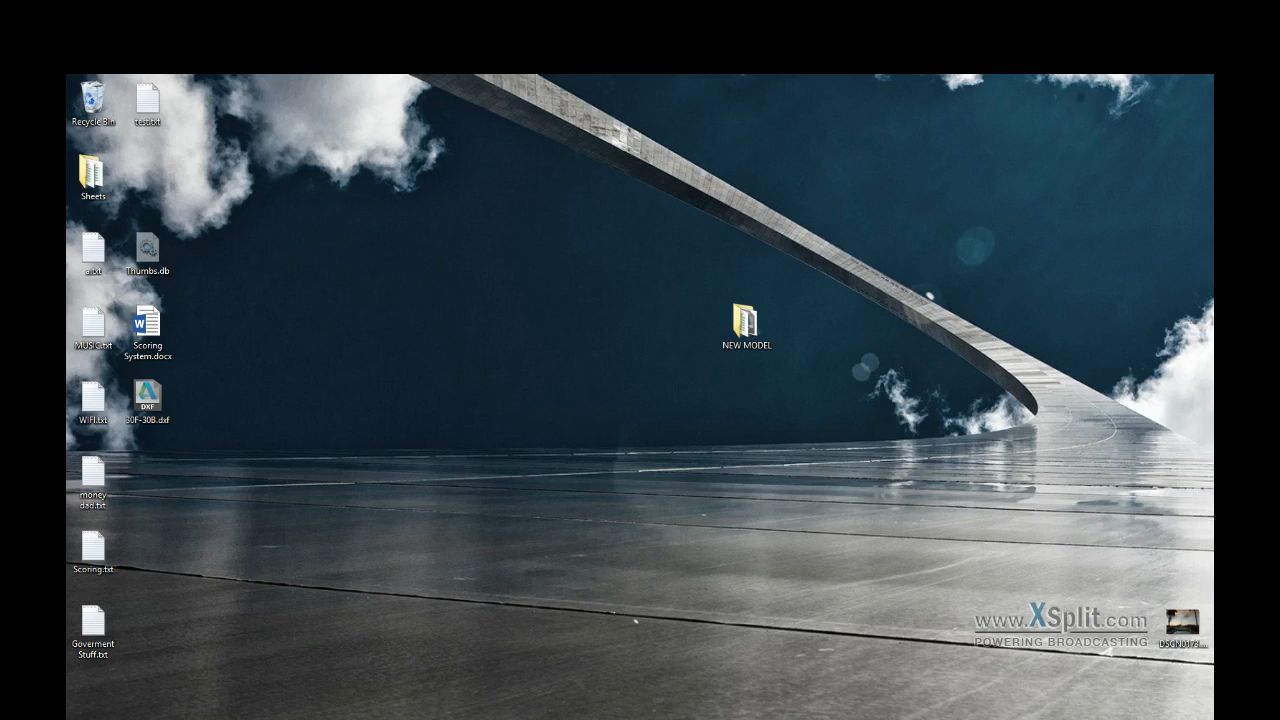 Recycle Bin
test.txt
Sheets
a.txt
Thumbs.db
MUSIC.txt
Scoring
System.docx
NEW MODEL
WIFI.txt
DXF
30F-30B.dxf
money
dad.txt
Scoring.txt
Goverment
Stuff.txt
www.XSplit.com
POWERING BROADCASTING